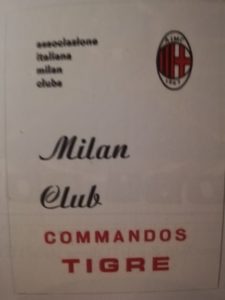 associazione
italiana
milan
clubs
Milan
Club
COMMANDOS
TIGRE